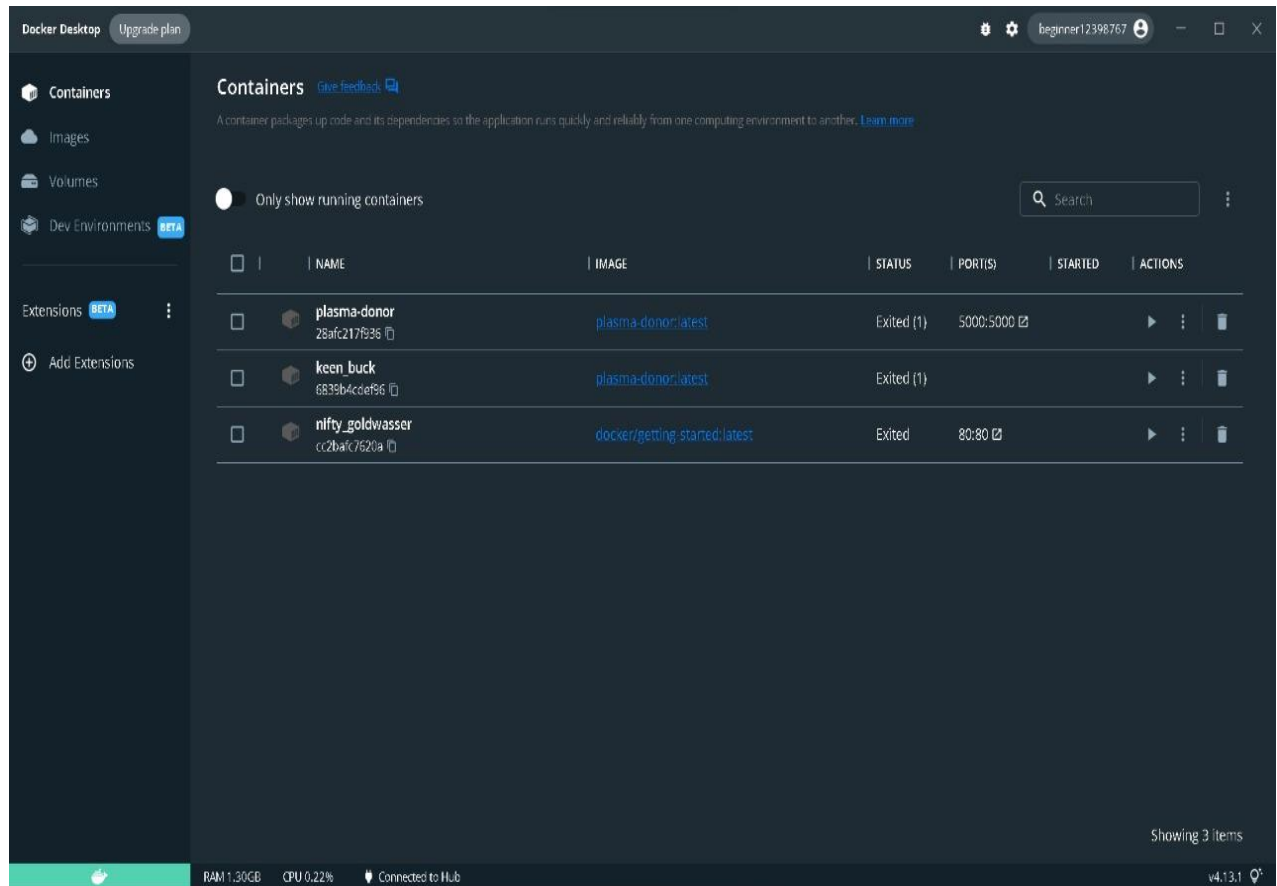 Docker Desktop Upgrade plan beginner12398767
Containers
Images
Volumes
Dev Environments BETA
Extensions BETA
Add Extensions
Containers Give feedback
A container packages up code and its dependencies so the application runs quickly and reliably from one computing environment to another. Learn more
Only show running containers
Search
NAME IMAGE STATUS PORT(S) STARTED ACTIONS
plasma-donor plasma-donor:latest Exited (1) 5000:5000
28afc217f936
keen_buck plasma-donor:latest Exited (1)
6839b4cdef96
nifty_goldwasser docker/getting-started:latest Exited 80:80
cc2bafc7620a
Showing 3 items
RAM 1.30GB CPU 0.22% Connected to Hub v4.13.1